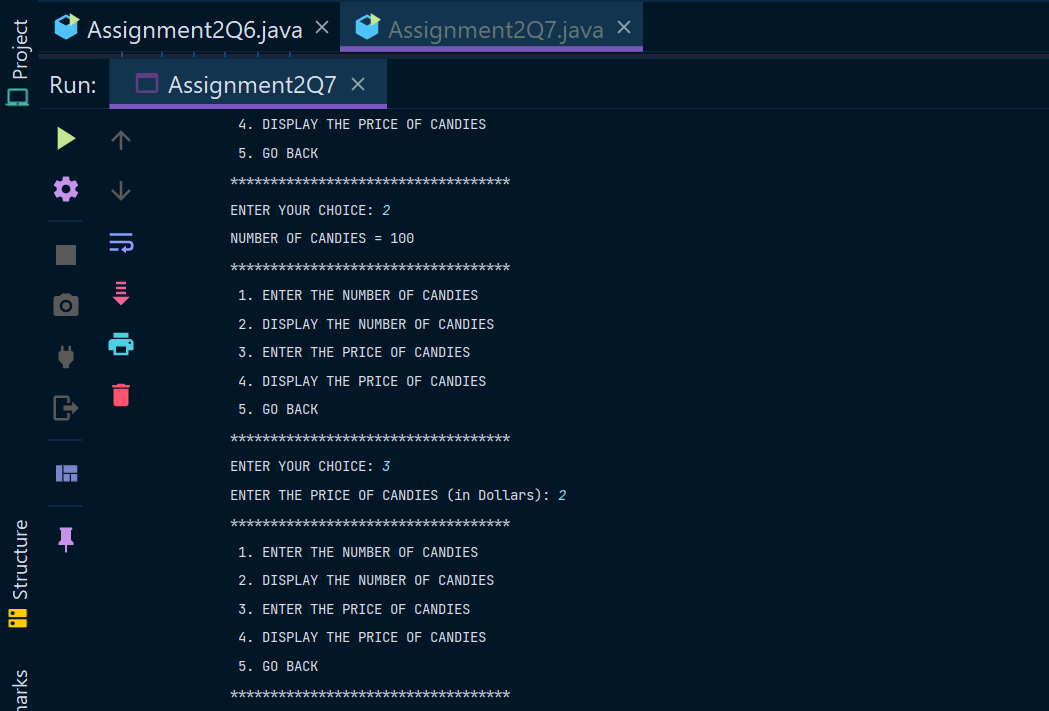 Assignment2Q6.java
Assignment2Q7.java
Project
Run:
Assignment2Q7
4. DISPLAY THE PRICE OF CANDIES
5. GO BACK
***********************************
ENTER YOUR CHOICE: 2
NUMBER OF CANDIES = 100
***********************************
1. ENTER THE NUMBER OF CANDIES
2. DISPLAY THE NUMBER OF CANDIES
3. ENTER THE PRICE OF CANDIES
4. DISPLAY THE PRICE OF CANDIES
5. GO BACK
***********************************
ENTER YOUR CHOICE: 3
ENTER THE PRICE OF CANDIES (in Dollars): 2
***********************************
1. ENTER THE NUMBER OF CANDIES
2. DISPLAY THE NUMBER OF CANDIES
3. ENTER THE PRICE OF CANDIES
4. DISPLAY THE PRICE OF CANDIES
5. GO BACK
***********************************
Structure